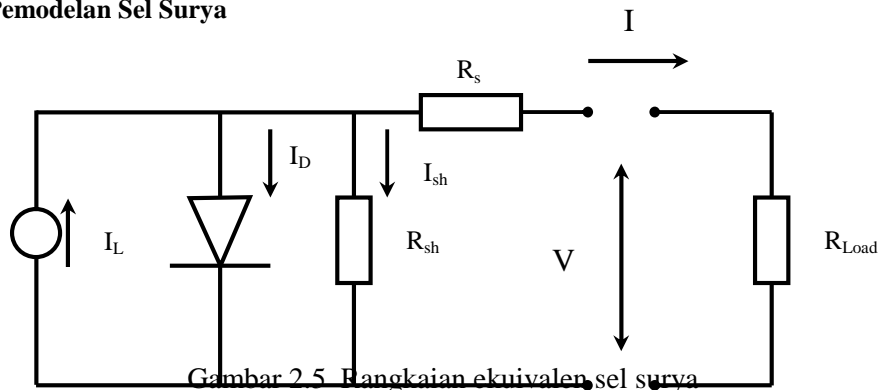 Pemodelan Sel Surya
I
Rs
ID
Ish
IL
Rsh
V
RLoad
Gambar 2.5 Rangkaian ekuivalen sel surya